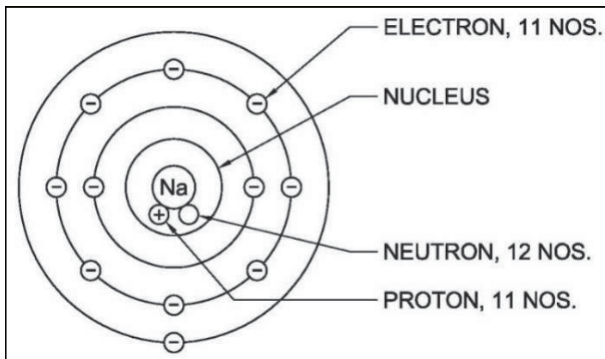 ELECTRON, 11 NOS.
NUCLEUS
Na
NEUTRON, 12 NOS.
PROTON, 11 NOS.